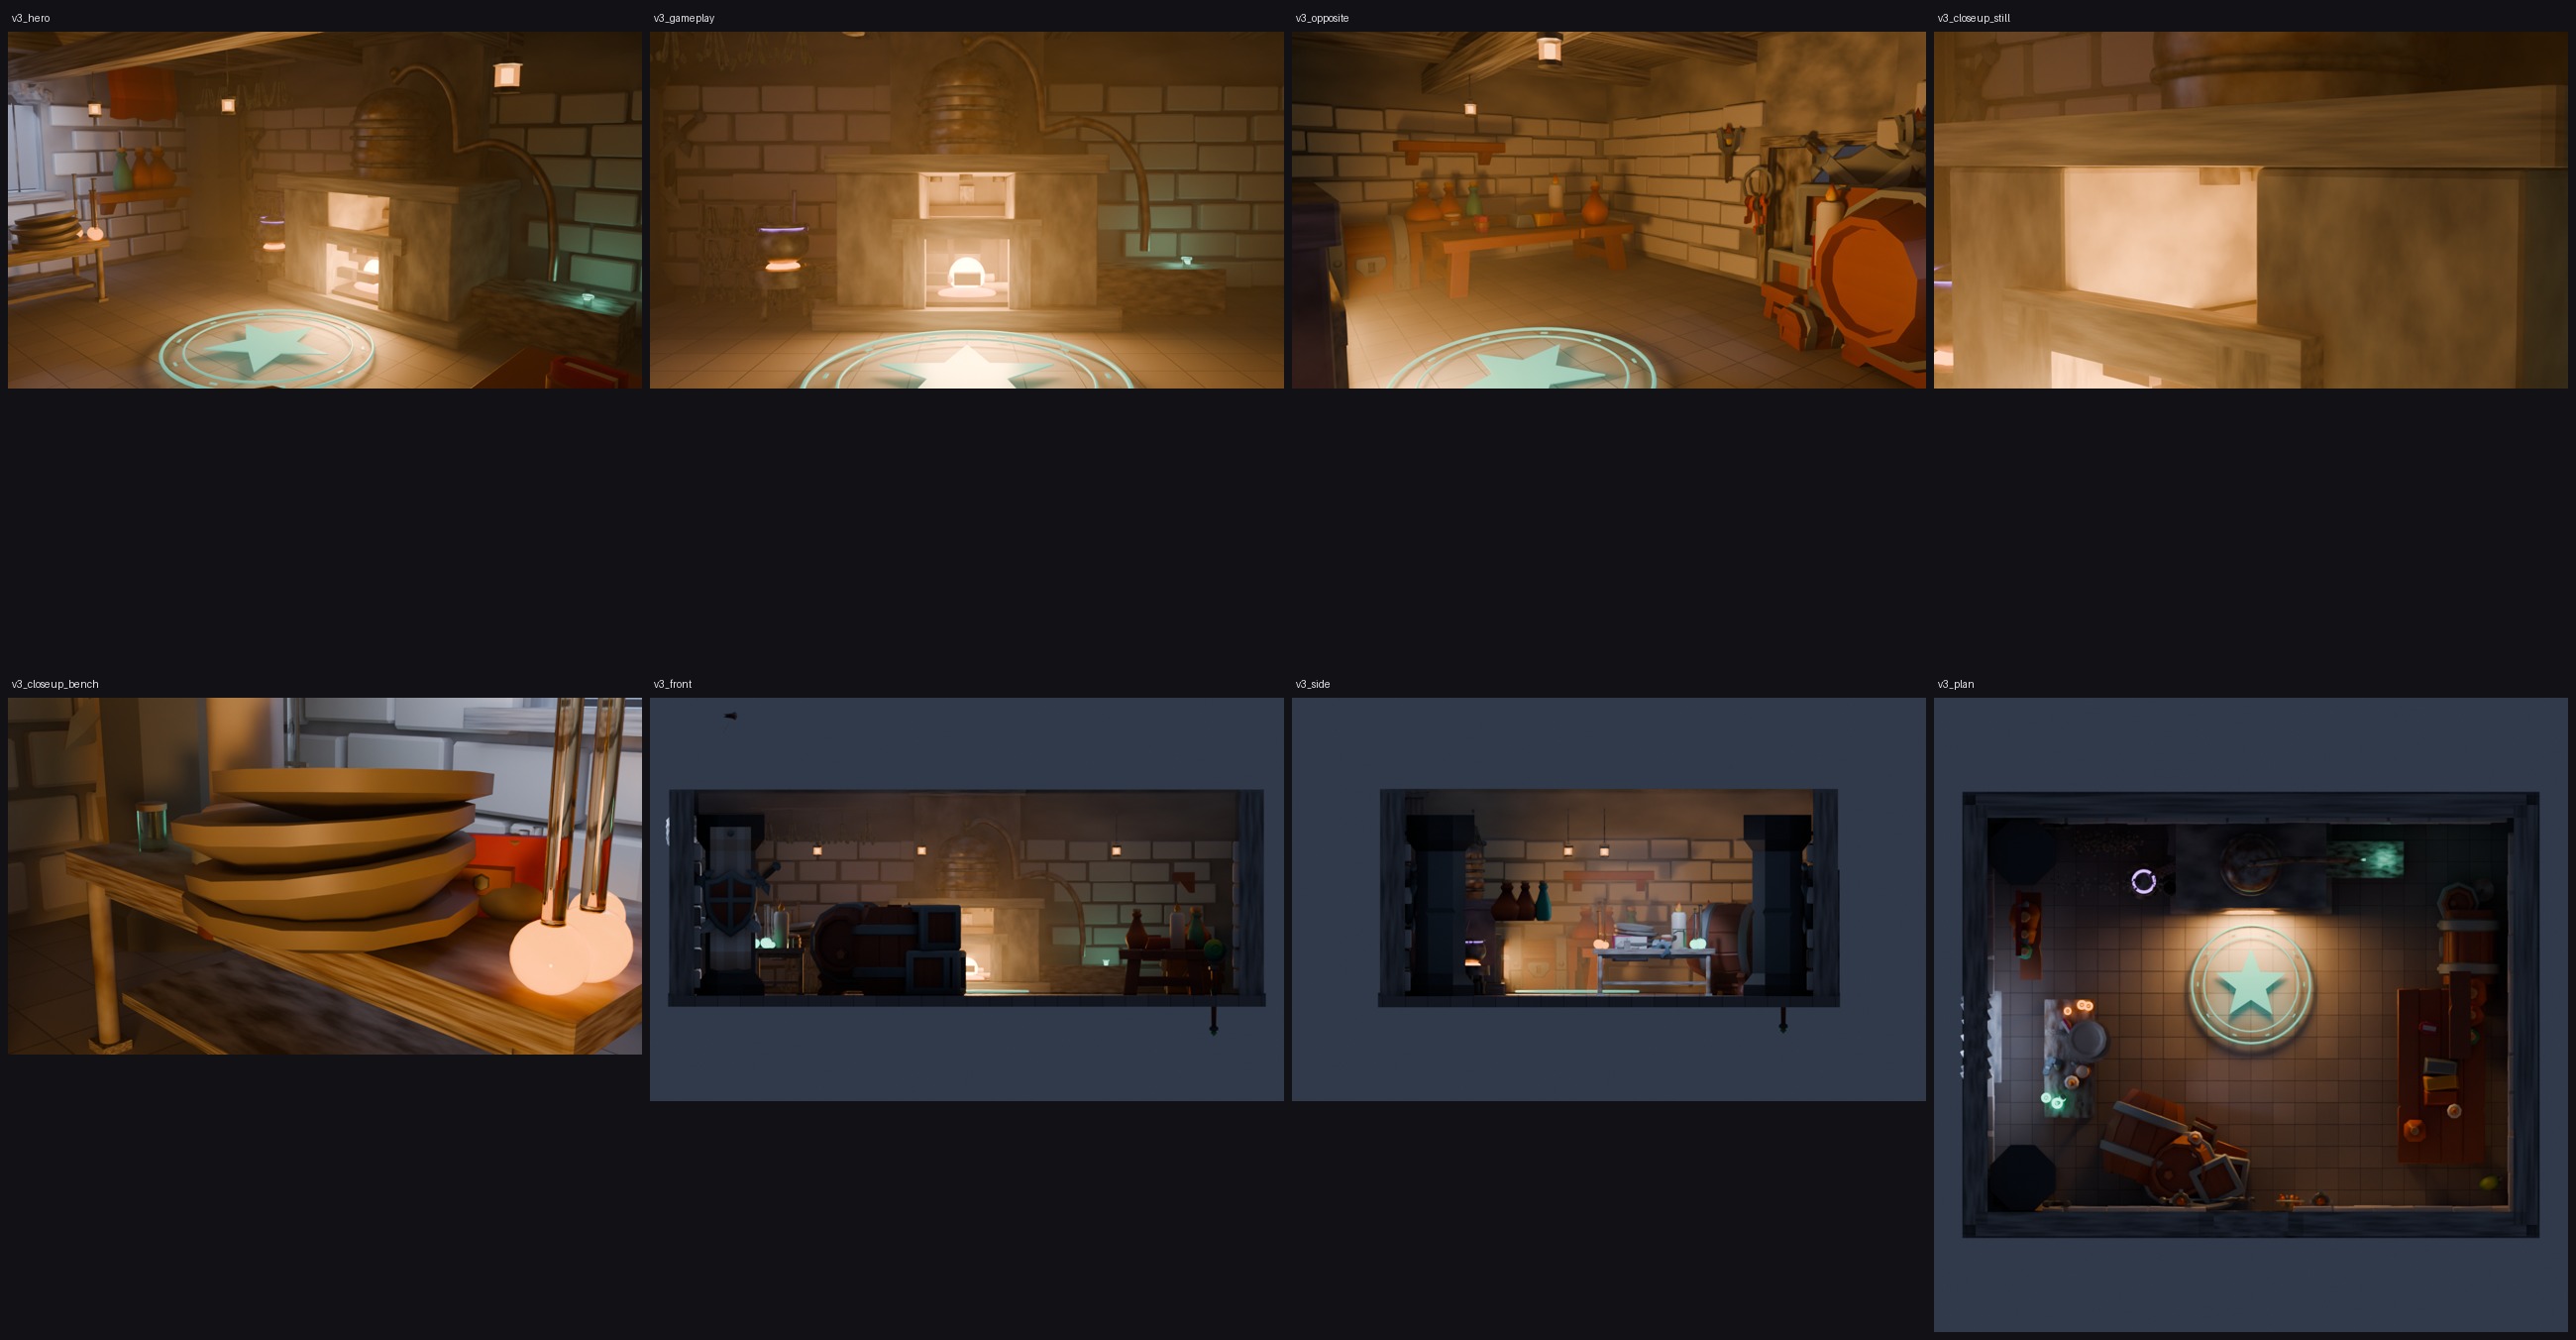 v3_hero
v3_gameplay
v3_opposite
v3_closeup_still
v3_closeup_bench
v3_front
v3_side
v3_plan